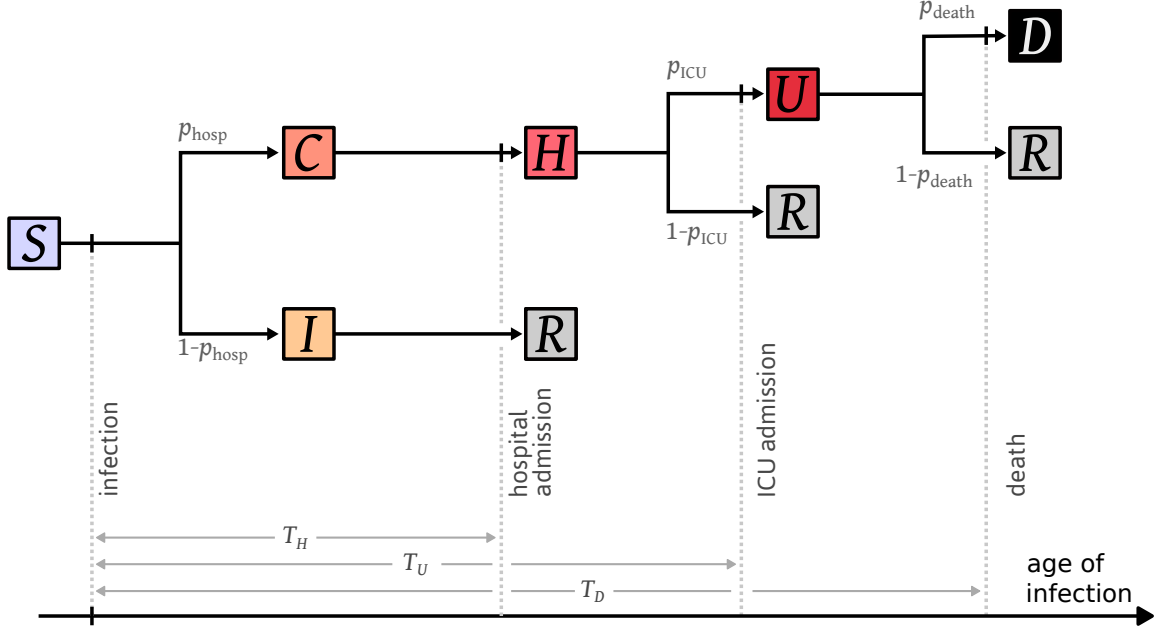 p_death
D
p_ICU
U
p_hosp
C
H
R
1-p_death
R
1-p_ICU
S
I
R
1-p_hosp
infection
hospital
admission
ICU admission
death
T_H
T_U
T_D
age of
infection